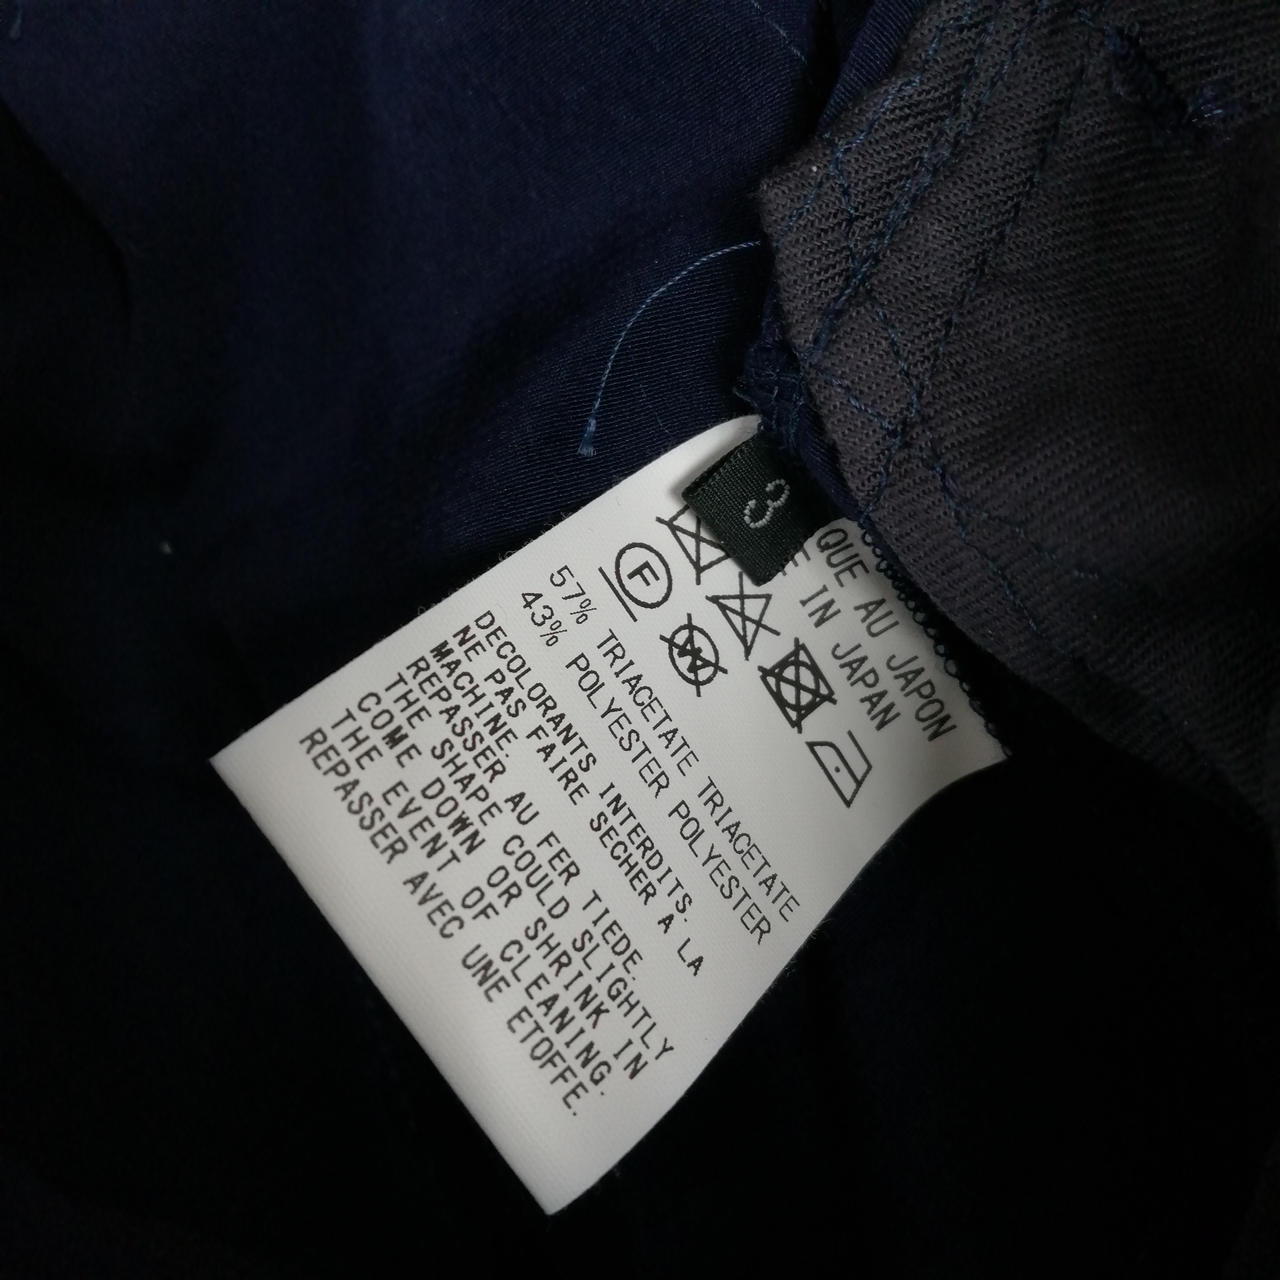 3
QUE AU JAPON
E IN JAPAN
F
W
57% TRIACETATE TRIACETATE
43% POLYESTER POLYESTER
DECOLORANTS INTERDITS.
NE PAS FAIRE SECHER A LA
MACHINE.
REPASSER AU FER TIEDE.
THE SHAPE COULD SLIGHTLY
COME DOWN OR SHRINK IN
THE EVENT OF CLEANING.
REPASSER AVEC UNE ETOFFE.